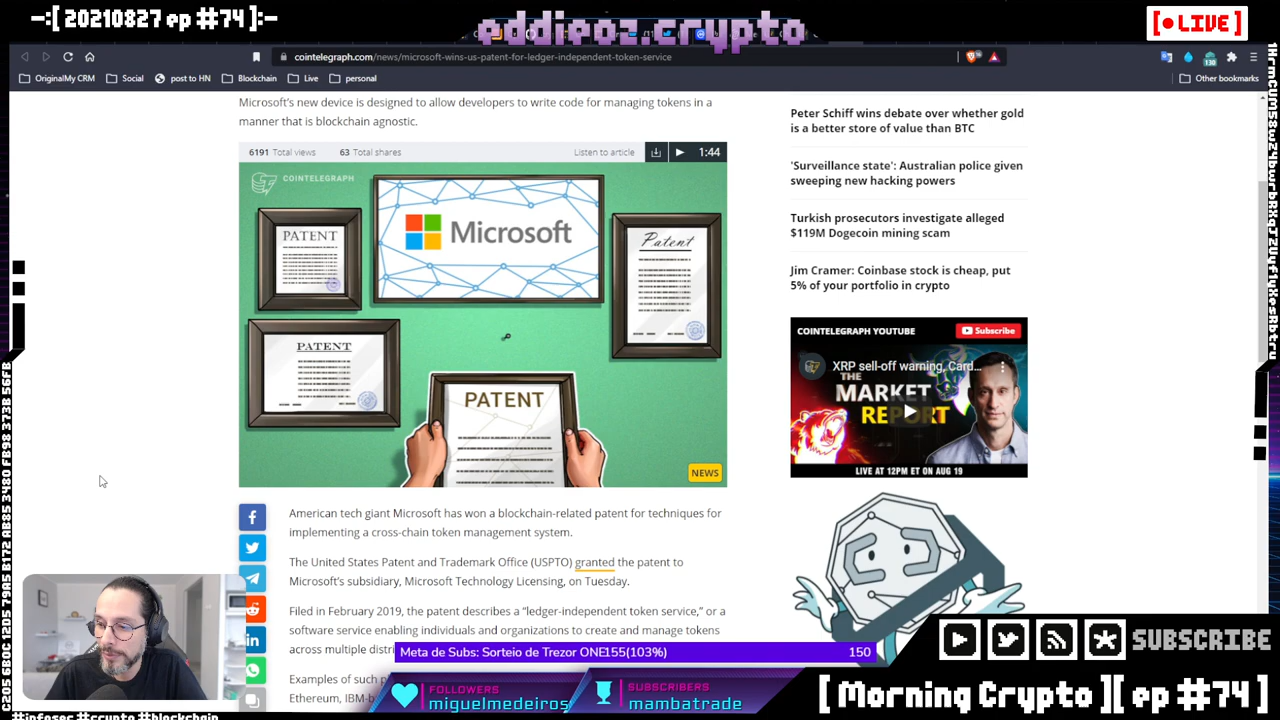 -:[ 20210827 ep #74 ]:-
eddieoz.crypto
[● LIVE]
cointelegraph.com/news/microsoft-wins-us-patent-for-ledger-independent-token-service
130
OriginalMy CRM
Social
post to HN
Blockchain
Live
personal
Other bookmarks
Microsoft's new device is designed to allow developers to write code for managing tokens in a
manner that is blockchain agnostic.
6191 Total views
63 Total shares
Listen to article
1:44
COINTELEGRAPH
PATENT
Microsoft
Patent
PATENT
PATENT
NEWS
American tech giant Microsoft has won a blockchain-related patent for techniques for
implementing a cross-chain token management system.
The United States Patent and Trademark Office (USPTO) granted the patent to
Microsoft's subsidiary, Microsoft Technology Licensing, on Tuesday.
Filed in February 2019, the patent describes a "ledger-independent token service," or a
software service enabling individuals and organizations to create and manage tokens
across multiple distri
Examples of such
Ethereum, IBM
Peter Schiff wins debate over whether gold
is a better store of value than BTC
'Surveillance state': Australian police given
sweeping new hacking powers
Turkish prosecutors investigate alleged
$119M Dogecoin mining scam
Jim Cramer: Coinbase stock is cheap, put
5% of your portfolio in crypto
COINTELEGRAPH YOUTUBE
Subscribe
XRP sell-off warning, Card...
THE
MARKET
REPORT
LIVE AT 12PM ET ON AUG 19
Meta de Subs: Sorteio de Trezor ONE155(103%)
150
FOLLOWERS
miguelmedeiros
SUBSCRIBERS
mambatrade
SUBSCRIBE
[ Morning Crypto ][ ep #74 ]
#infosec #crypto #blockchain